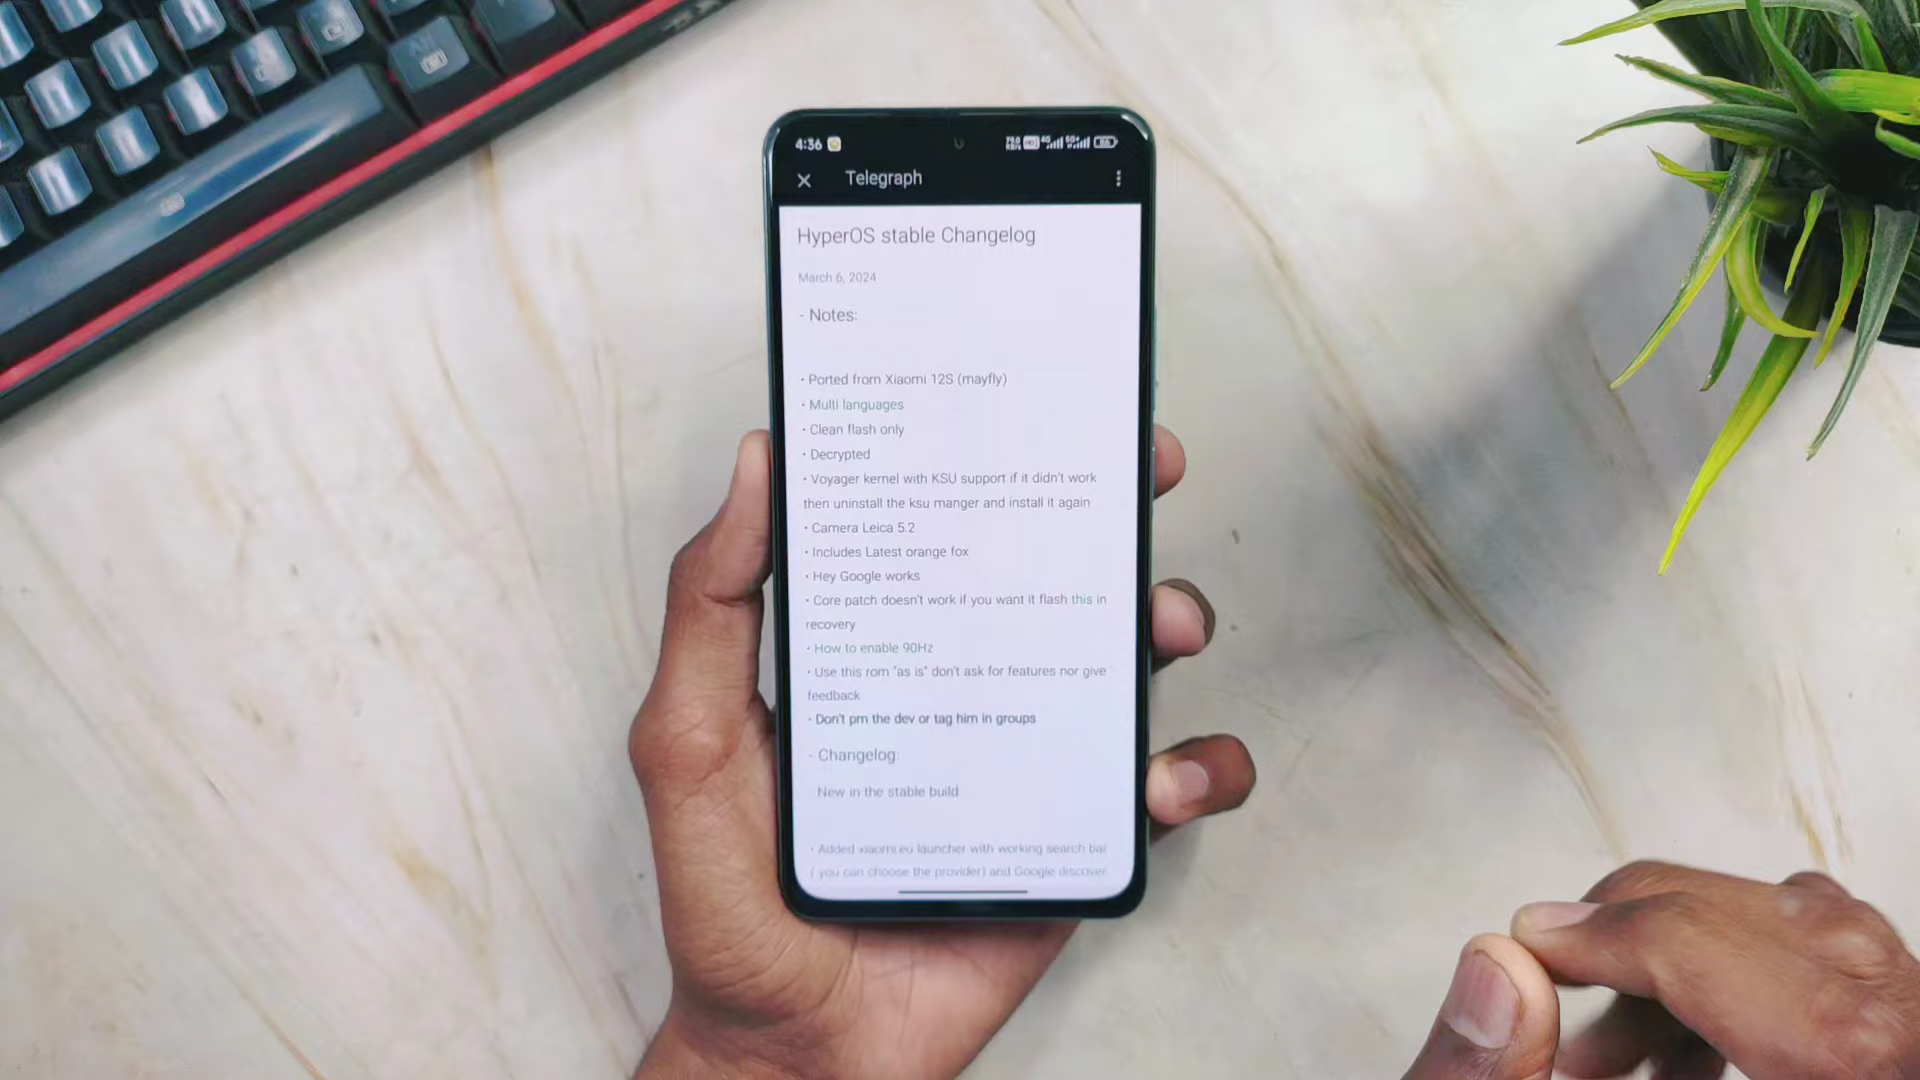 4:36
Telegraph
HyperOS stable Changelog
March 6, 2024
- Notes:
• Ported from Xiaomi 12S (mayfly)
• Multi languages
• Clean flash only
• Decrypted
• Voyager kernel with KSU support if it didn't work
then uninstall the ksu manger and install it again
• Camera Leica 5.2
• Includes Latest orange fox
• Hey Google works
• Core patch doesn't work if you want it flash this in
recovery
• How to enable 90Hz
• Use this rom "as is" don't ask for features nor give
feedback
• Don't pm the dev or tag him in groups
- Changelog:
New in the stable build
• Added xiaomi.eu launcher with working search bar
( you can choose the provider) and Google discover